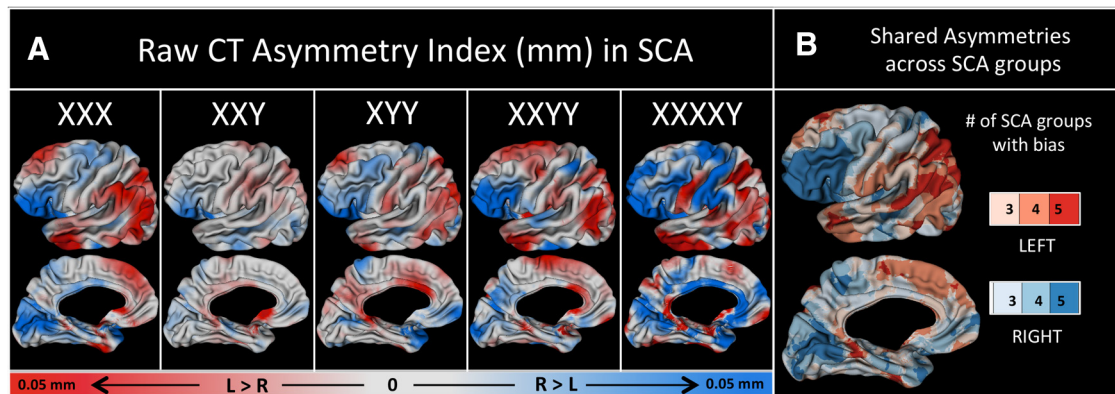 A
Raw CT Asymmetry Index (mm) in SCA
XXX
XXY
XYY
XXYY
XXXXY
0.05 mm
L > R
0
R > L
0.05 mm
B
Shared Asymmetries
across SCA groups
# of SCA groups
with bias
3 4 5
LEFT
3 4 5
RIGHT